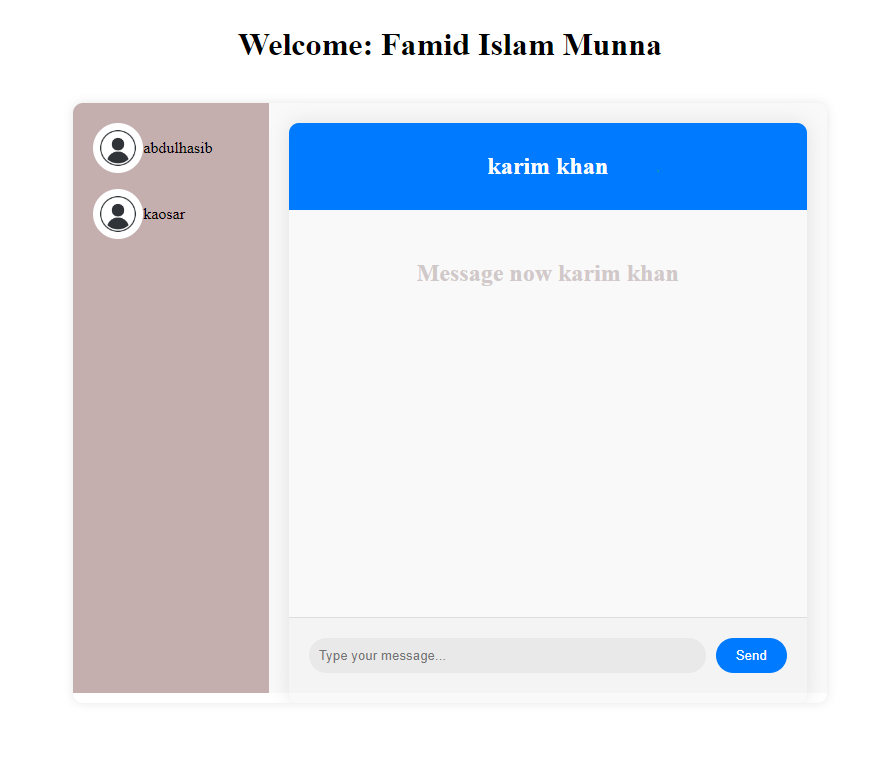 Welcome: Famid Islam Munna
abdulhasib
kaosar
karim khan
Message now karim khan
Type your message...
Send